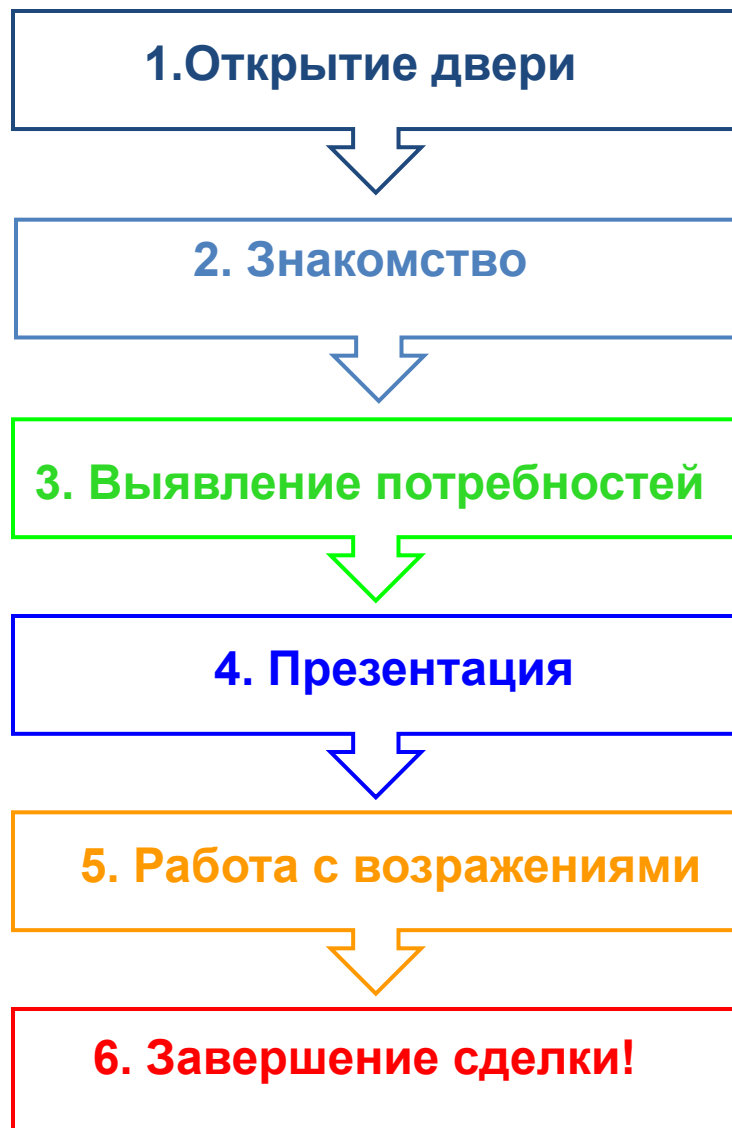 1.Открытие двери
2. Знакомство
3. Выявление потребностей
4. Презентация
5. Работа с возражениями
6. Завершение сделки!